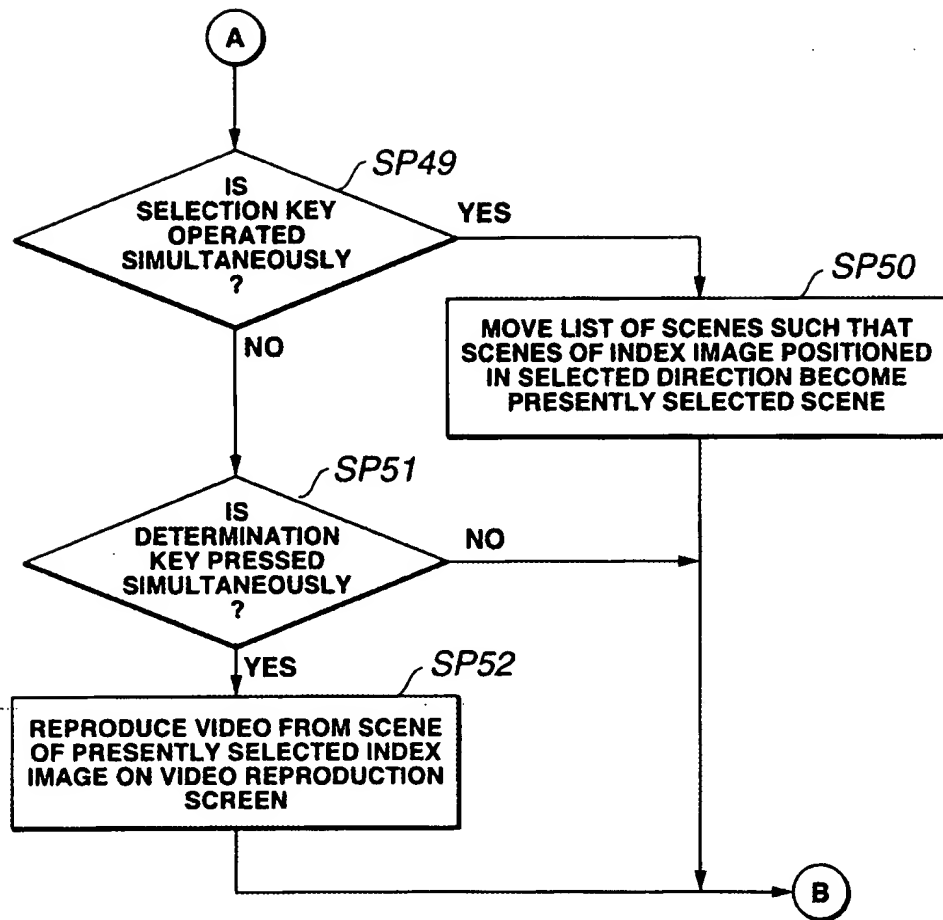 A
SP49
IS
SELECTION KEY
OPERATED
SIMULTANEOUSLY
?
YES
NO
SP50
MOVE LIST OF SCENES SUCH THAT
SCENES OF INDEX IMAGE POSITIONED
IN SELECTED DIRECTION BECOME
PRESENTLY SELECTED SCENE
SP51
IS
DETERMINATION
KEY PRESSED
SIMULTANEOUSLY
?
NO
YES
SP52
REPRODUCE VIDEO FROM SCENE
OF PRESENTLY SELECTED INDEX
IMAGE ON VIDEO REPRODUCTION
SCREEN
B